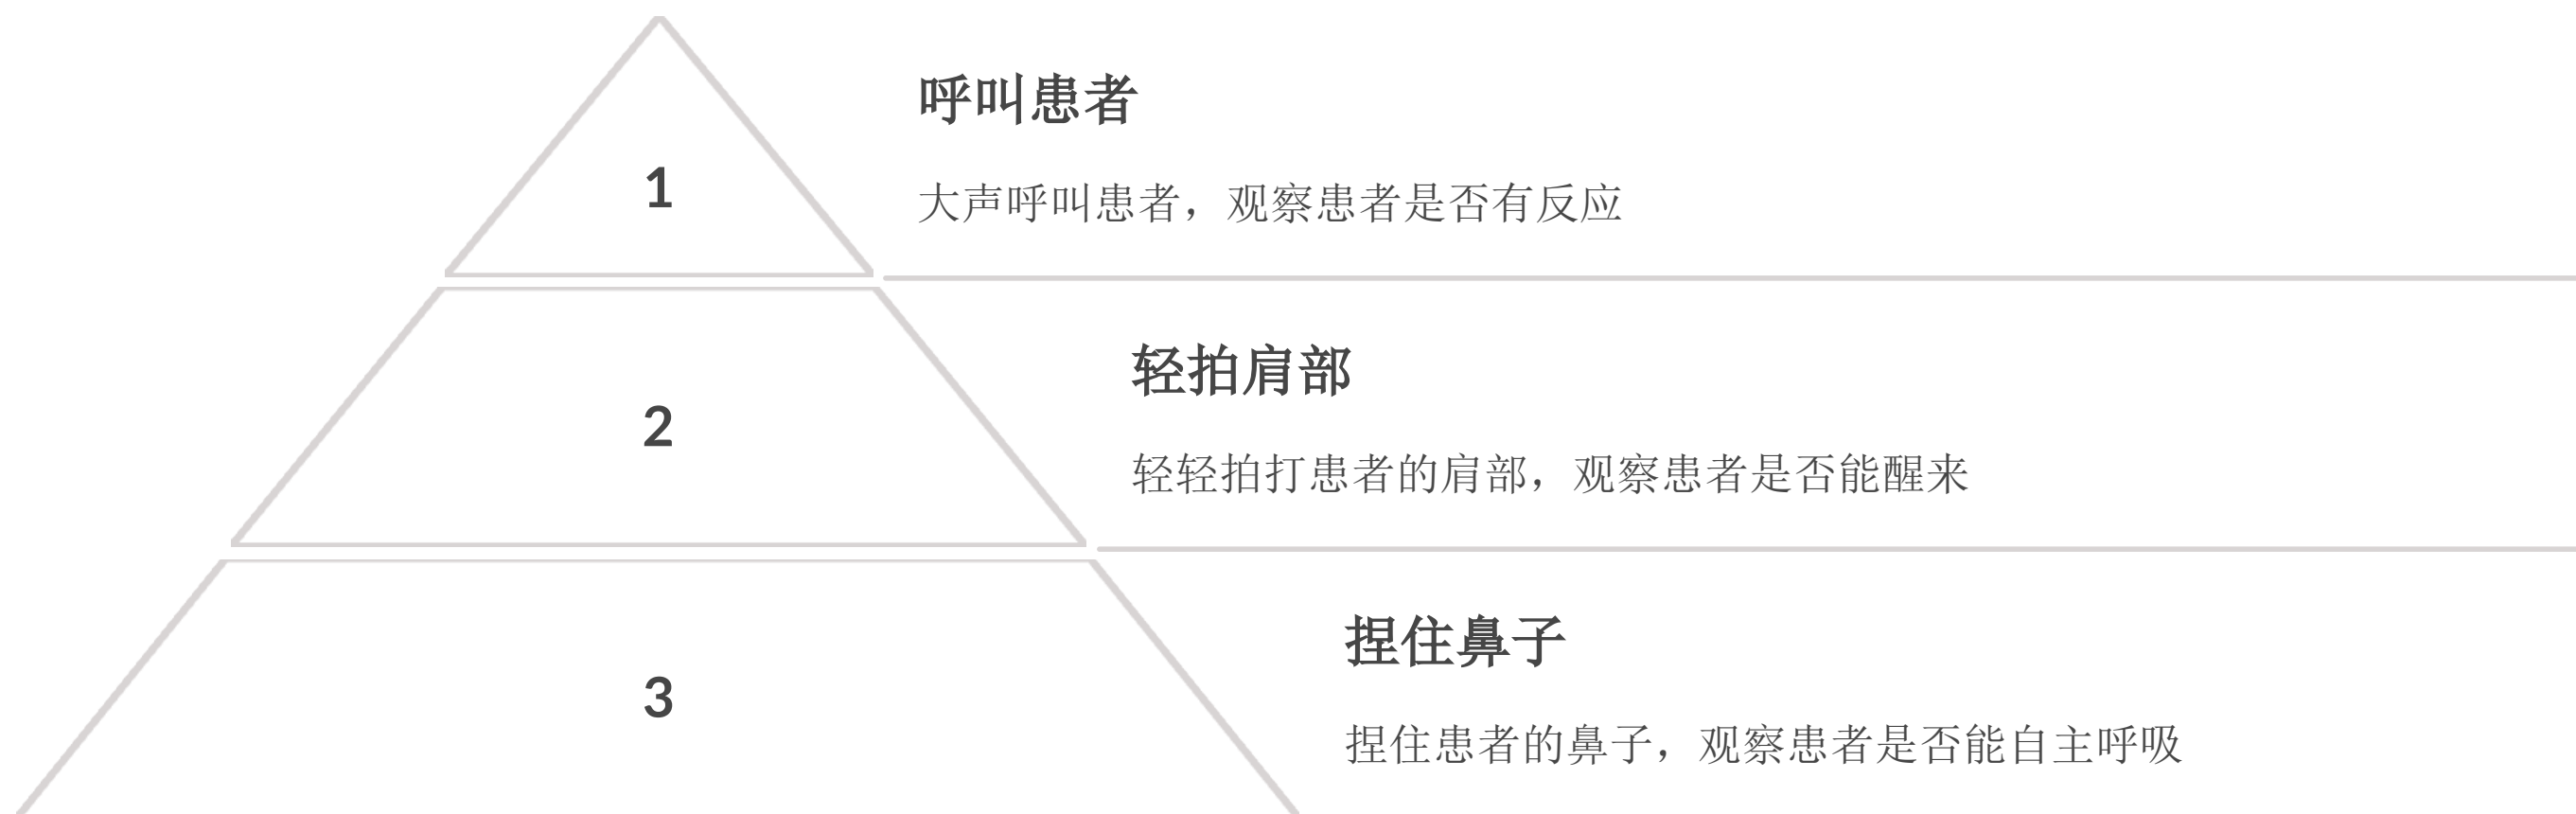 呼叫患者
1
大声呼叫患者，观察患者是否有反应
轻拍肩部
2
轻轻拍打患者的肩部，观察患者是否能醒来
捏住鼻子
3
捏住患者的鼻子，观察患者是否能自主呼吸